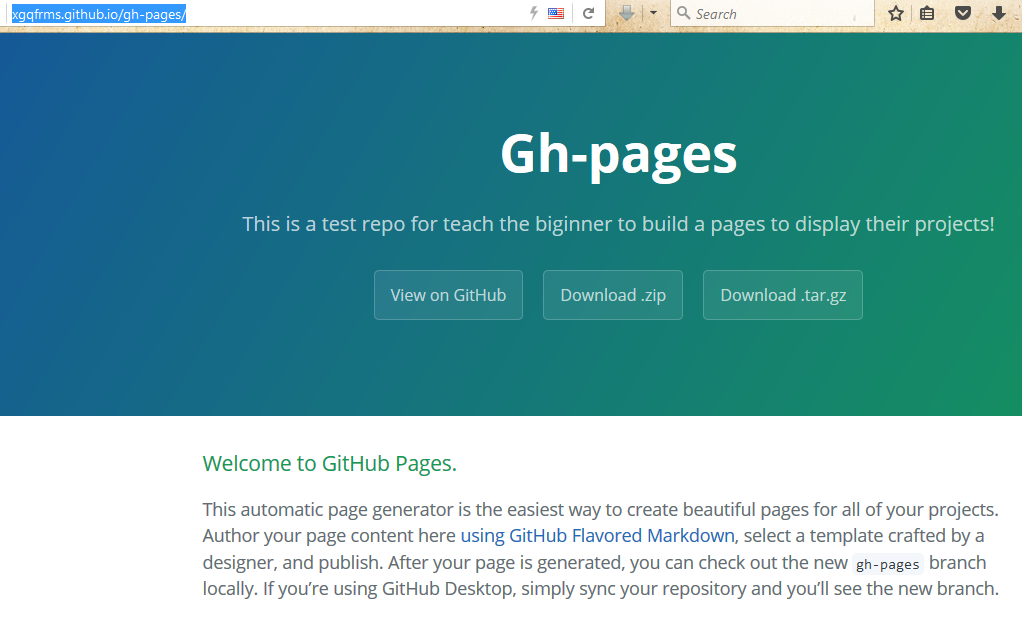 xgqfrms.github.io/gh-pages/
Search
Gh-pages
This is a test repo for teach the biginner to build a pages to display their projects!
View on GitHub
Download .zip
Download .tar.gz
Welcome to GitHub Pages.
This automatic page generator is the easiest way to create beautiful pages for all of your projects.
Author your page content here using GitHub Flavored Markdown, select a template crafted by a
designer, and publish. After your page is generated, you can check out the new gh-pages branch
locally. If you’re using GitHub Desktop, simply sync your repository and you’ll see the new branch.